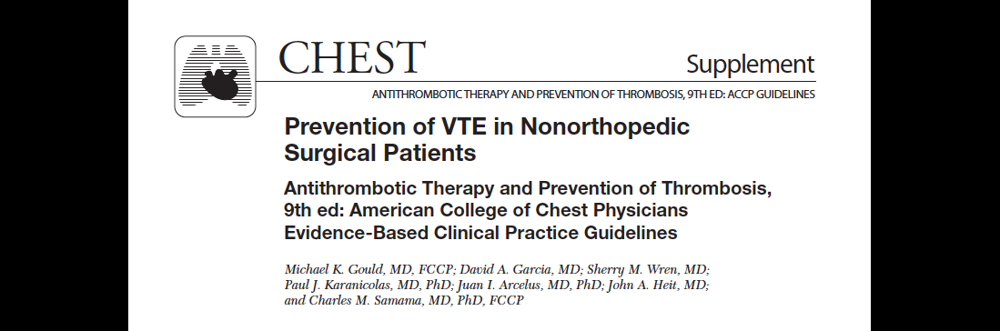 CHEST
Supplement
ANTITHROMBOTIC THERAPY AND PREVENTION OF THROMBOSIS, 9TH ED: ACCP GUIDELINES
Prevention of VTE in Nonorthopedic
Surgical Patients
Antithrombotic Therapy and Prevention of Thrombosis,
9th ed: American College of Chest Physicians
Evidence-Based Clinical Practice Guidelines
Michael K. Gould, MD, FCCP; David A. Garcia, MD; Sherry M. Wren, MD;
Paul J. Karanicolas, MD, PhD; Juan I. Arcelus, MD, PhD; John A. Heit, MD;
and Charles M. Samama, MD, PhD, FCCP